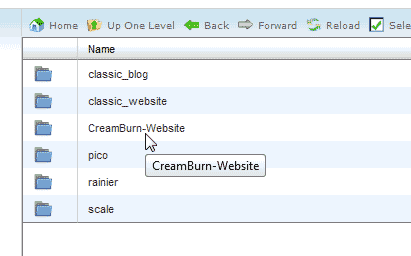 Home Up One Level Back Forward Reload Sele
Name
classic_blog
classic_website
CreamBurn-Website
pico
CreamBurn-Website
rainier
scale